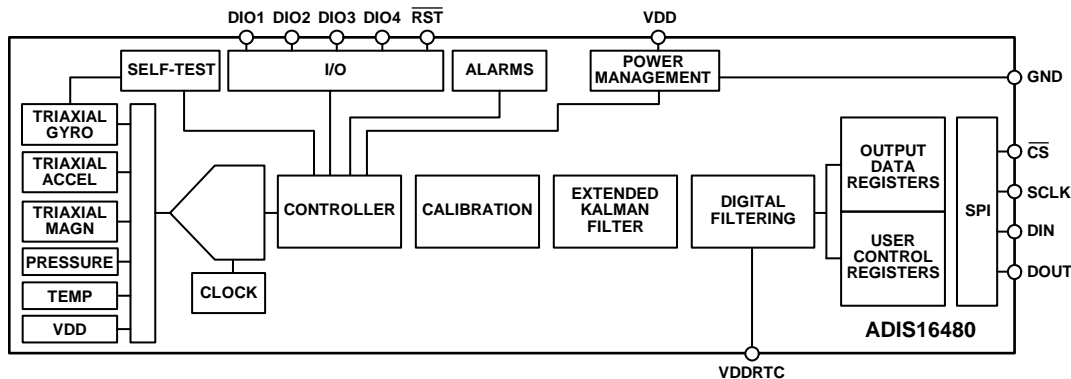 DIO1 DIO2 DIO3 DIO4 RST
VDD
SELF-TEST
I/O
ALARMS
POWER
MANAGEMENT
GND
TRIAXIAL
GYRO
TRIAXIAL
ACCEL
TRIAXIAL
MAGN
PRESSURE
TEMP
VDD
CLOCK
CONTROLLER
CALIBRATION
EXTENDED
KALMAN
FILTER
DIGITAL
FILTERING
OUTPUT
DATA
REGISTERS
USER
CONTROL
REGISTERS
SPI
CS
SCLK
DIN
DOUT
ADIS16480
VDDRTC